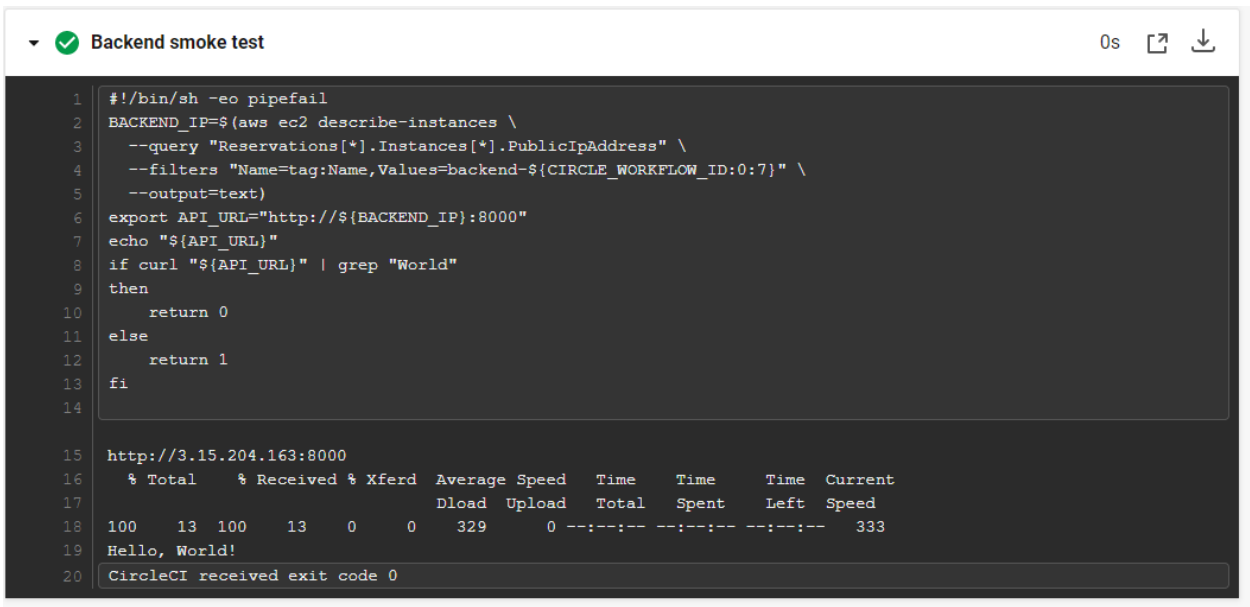 Backend smoke test 0s
1 #!/bin/sh -eo pipefail
2 BACKEND_IP=$(aws ec2 describe-instances \
3   --query "Reservations[*].Instances[*].PublicIpAddress" \
4   --filters "Name=tag:Name,Values=backend-${CIRCLE_WORKFLOW_ID:0:7}" \
5   --output=text)
6 export API_URL="http://${BACKEND_IP}:8000"
7 echo "${API_URL}"
8 if curl "${API_URL}" | grep "World"
9 then
10     return 0
11 else
12     return 1
13 fi
14
15 http://3.15.204.163:8000
16   % Total    % Received % Xferd  Average Speed   Time    Time     Time  Current
17                                  Dload  Upload   Total   Spent    Left  Speed
18 100    13  100    13    0     0    329      0 --:--:-- --:--:-- --:--:--   333
19 Hello, World!
20 CircleCI received exit code 0